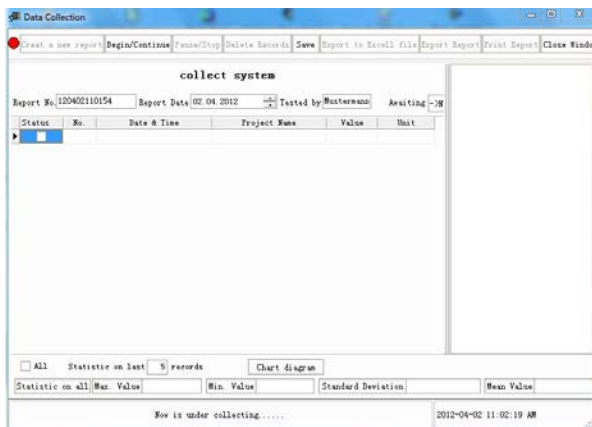 Data Collection
Creat a new report Begin/Continue Pause/Stop Delete Records Save Export to Excell file Export Report Print Report Close Windo
collect system
Report No. 120402110154 Report Date 02.04.2012 Tested by Mustermann Awaiting ->N
Status No. Date & Time Project Name Value Unit
All Statistic on last 5 records Chart diagram
Statistic on all Max. Value Min. Value Standard Deviation Mean Value
Now is under collecting...... 2012-04-02 11:02:19 AM